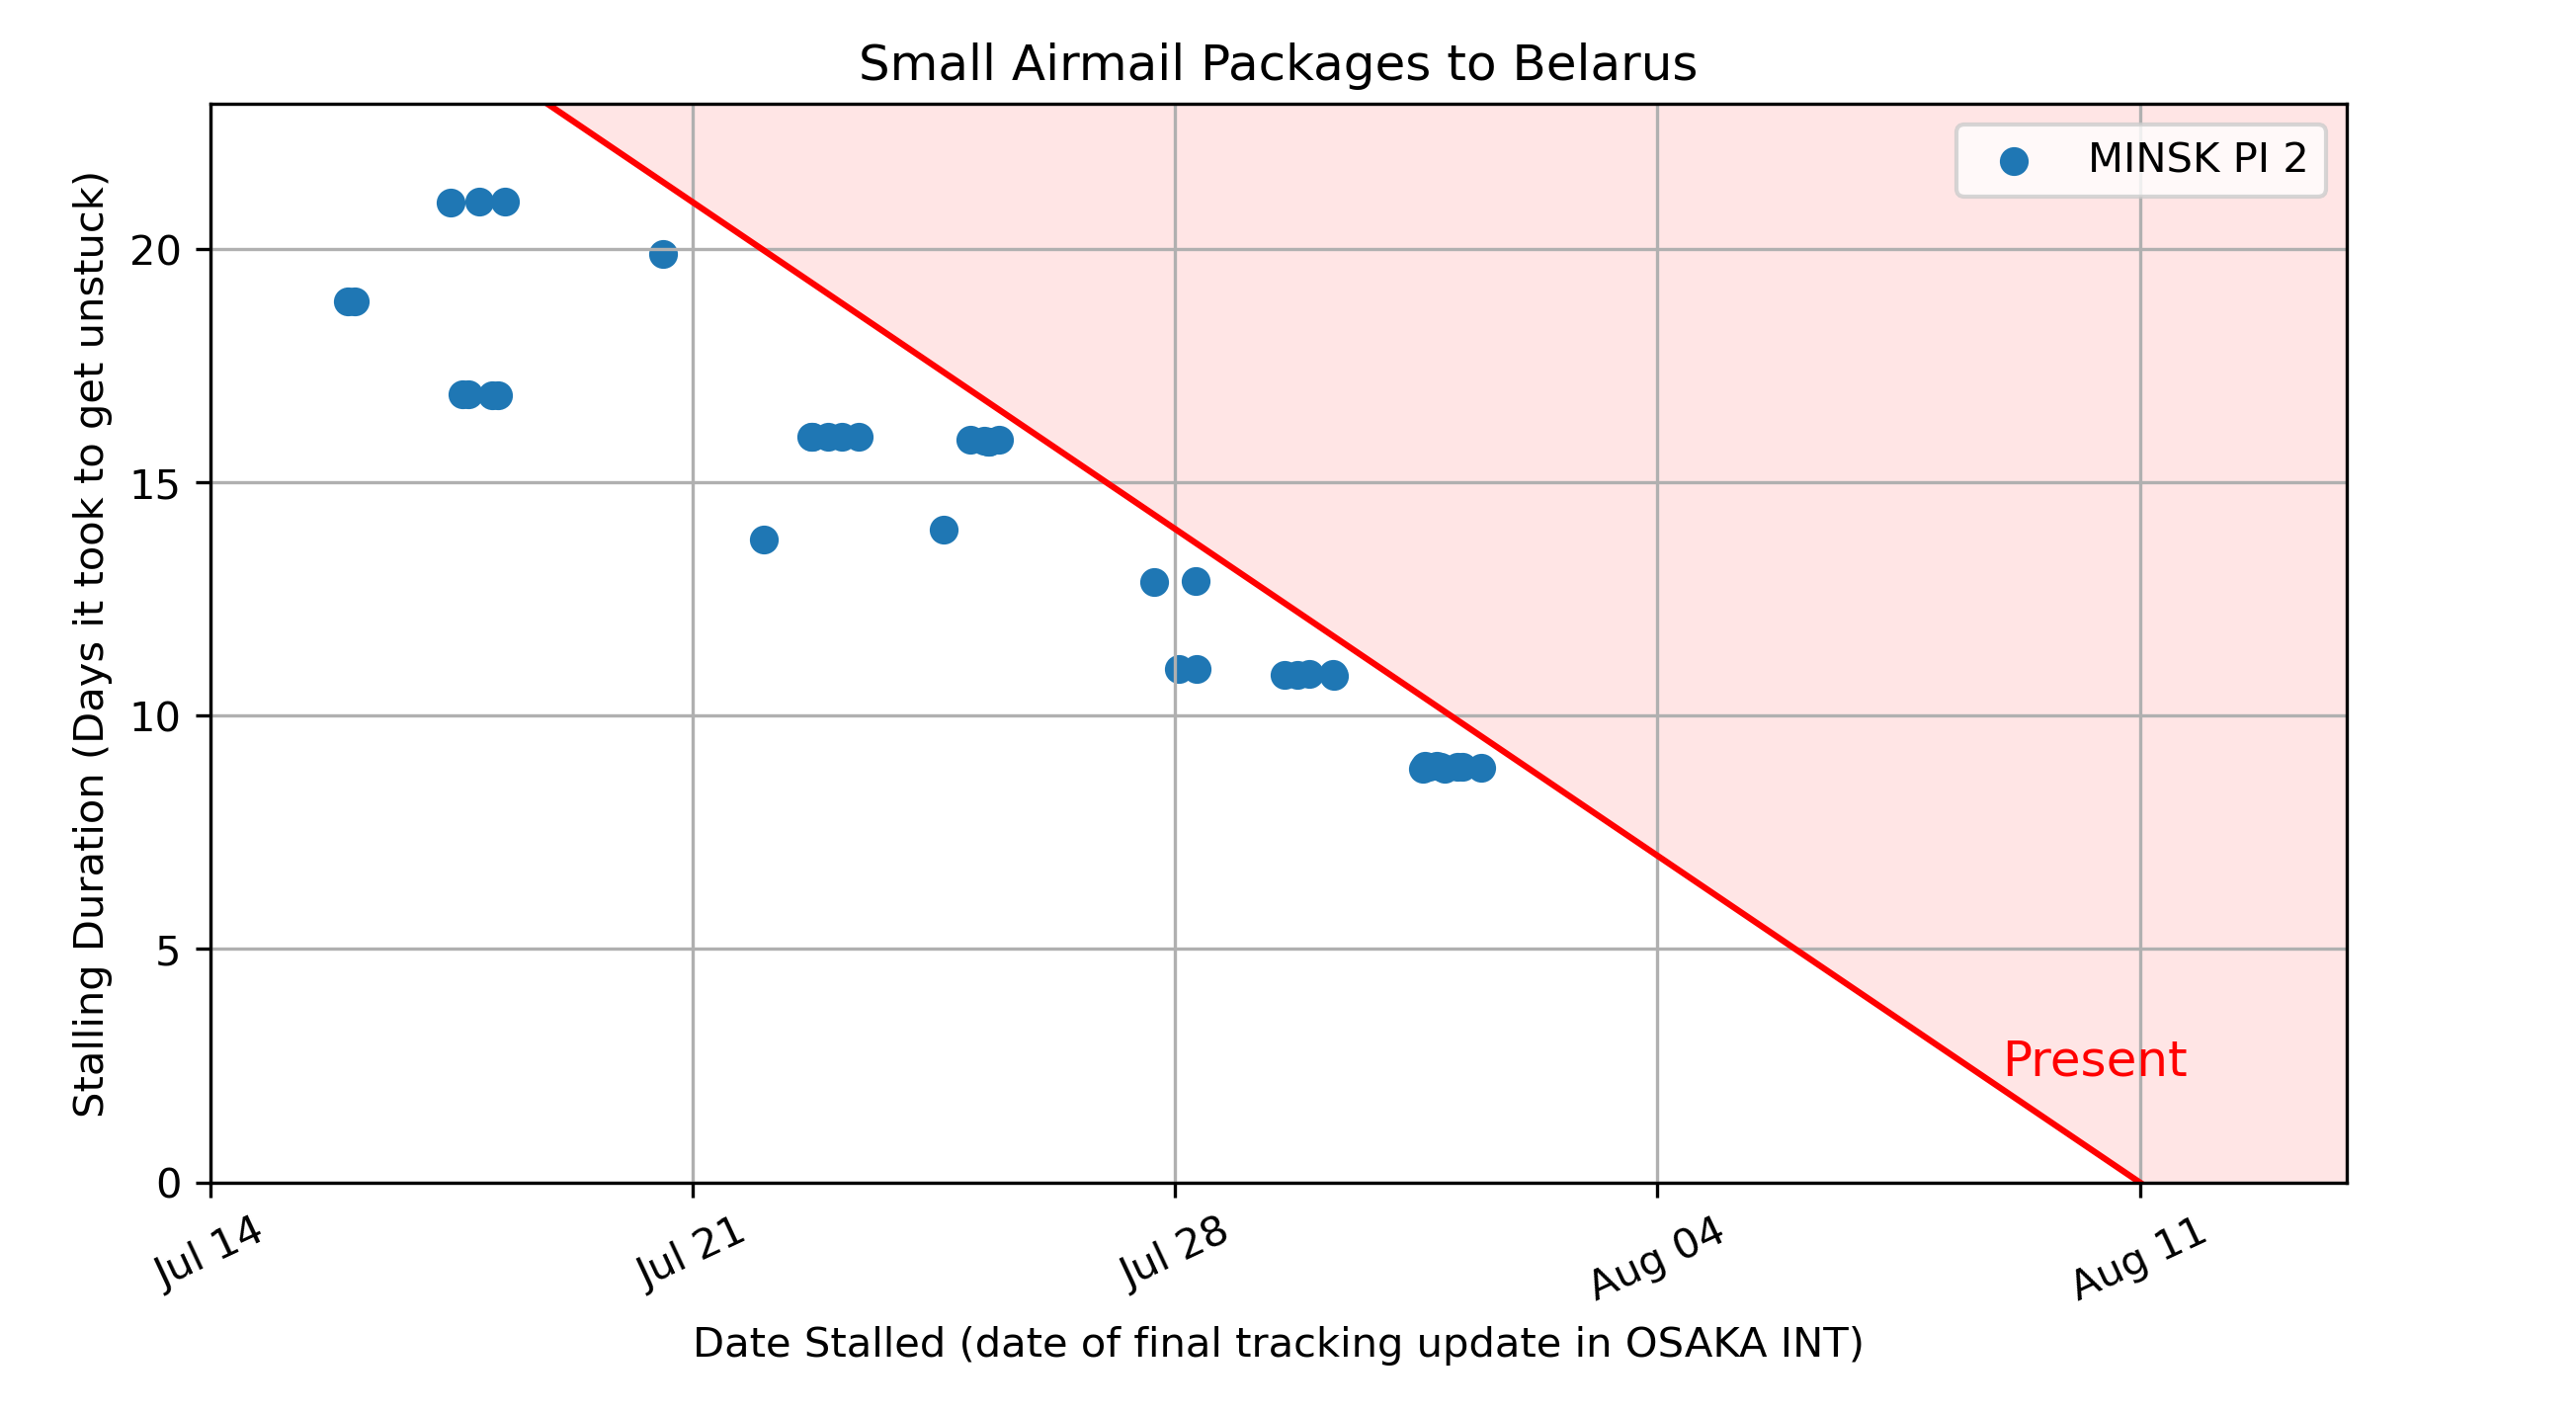 Small Airmail Packages to Belarus
MINSK PI 2
Stalling Duration (Days it took to get unstuck)
20
15
10
5
0
Present
Jul 14
Jul 21
Jul 28
Aug 04
Aug 11
Date Stalled (date of final tracking update in OSAKA INT)